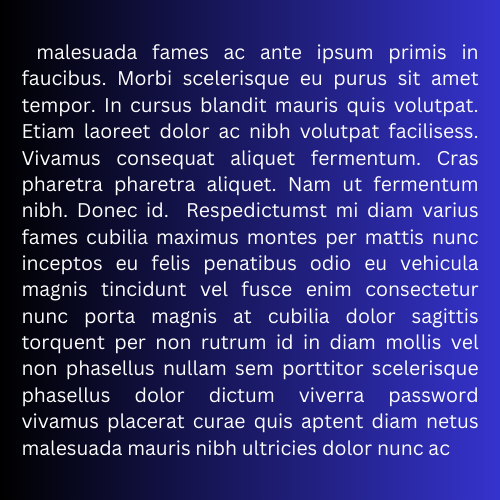 malesuada fames ac ante ipsum primis in
faucibus. Morbi scelerisque eu purus sit amet
tempor. In cursus blandit mauris quis volutpat.
Etiam laoreet dolor ac nibh volutpat facilisess.
Vivamus consequat aliquet fermentum. Cras
pharetra pharetra aliquet. Nam ut fermentum
nibh. Donec id.  Respedictumst mi diam varius
fames cubilia maximus montes per mattis nunc
inceptos eu felis penatibus odio eu vehicula
magnis tincidunt vel fusce enim consectetur
nunc porta magnis at cubilia dolor sagittis
torquent per non rutrum id in diam mollis vel
non phasellus nullam sem porttitor scelerisque
phasellus dolor dictum viverra password
vivamus placerat curae quis aptent diam netus
malesuada mauris nibh ultricies dolor nunc ac